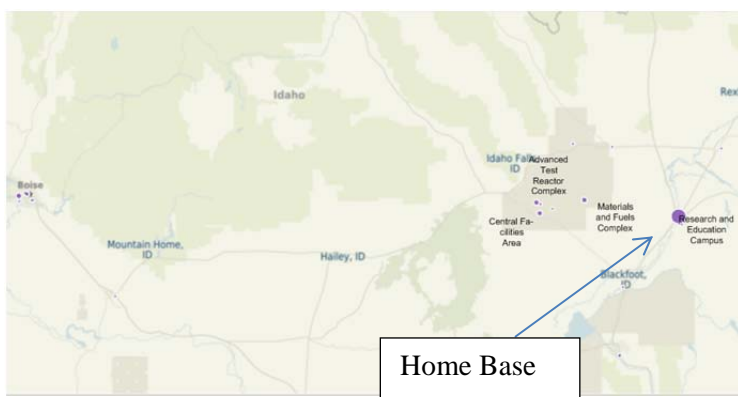 Idaho
Rex
Boise
Idaho Falls,
ID
Advanced
Test
Reactor
Complex
Central Fa-
cilities
Area
Materials
and Fuels
Complex
Research and
Education
Campus
Mountain Home,
ID
Hailey, ID
Blackfoot,
ID
Home Base